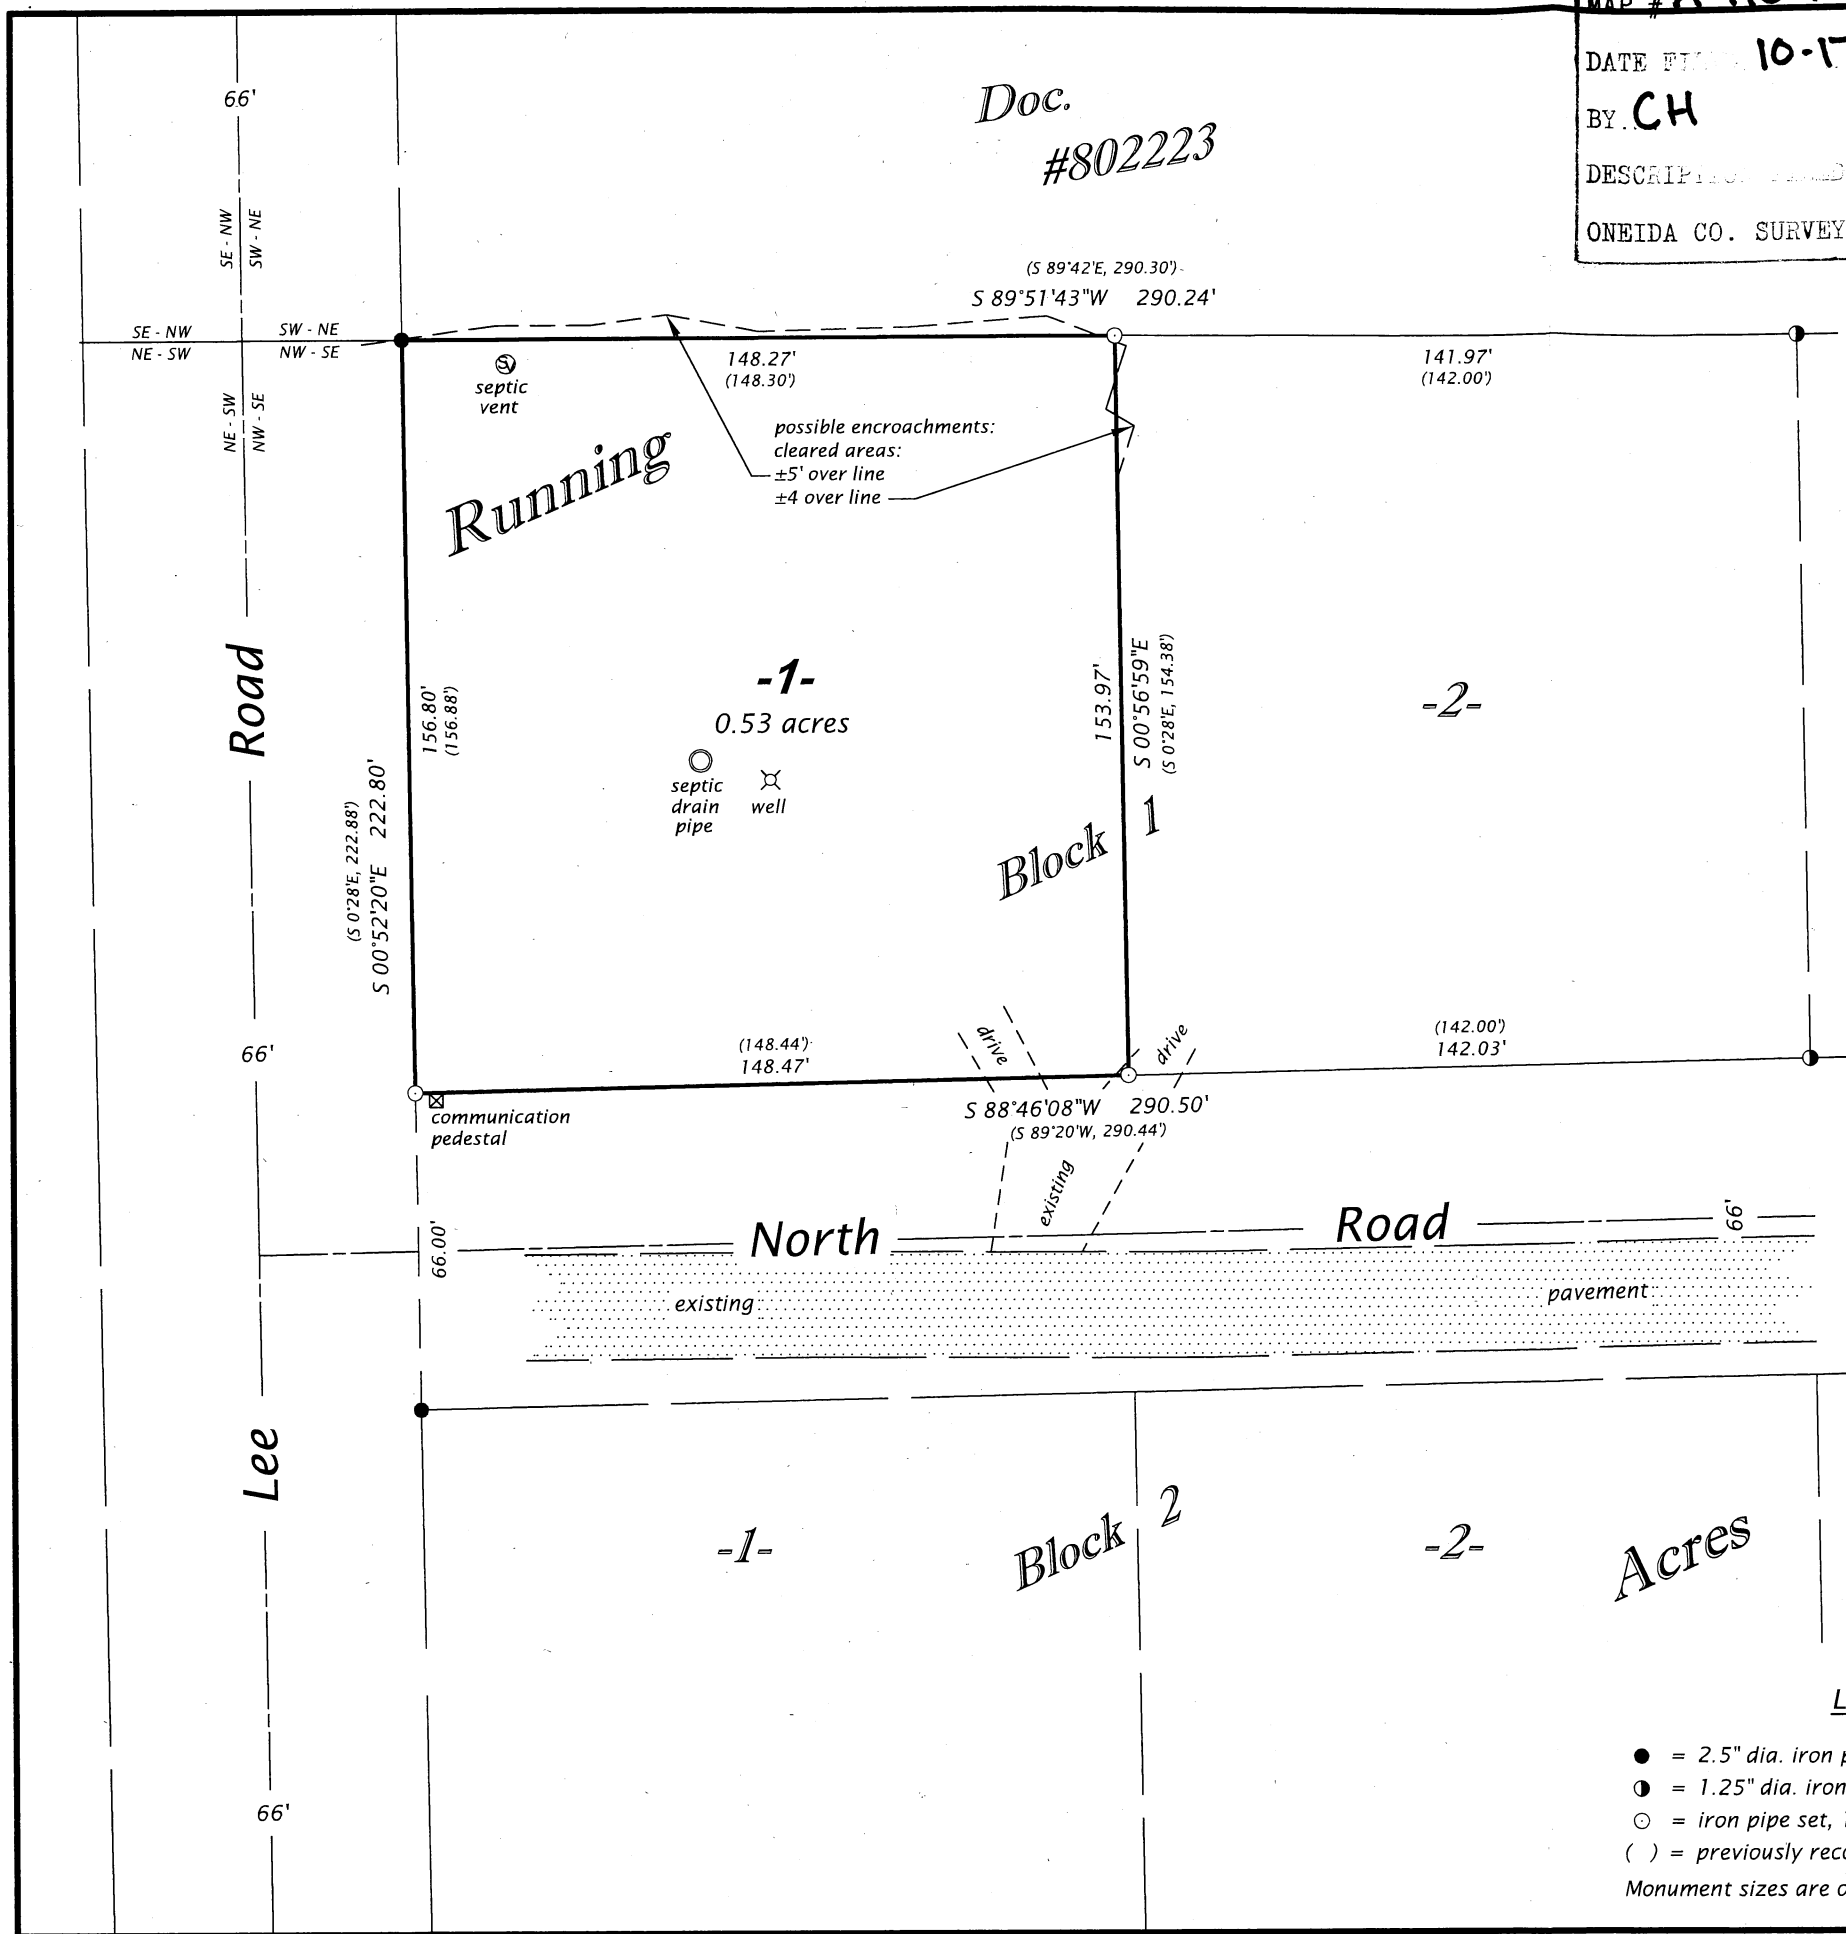 MAP #
DATE 10-17
BY. CH
ONEIDA CO. SURVEY
66'
Doc.
#802223
SE - NW
SW - NE
(S 89°42'E, 290.30')
S 89°51'43"W 290.24'
SE - NW
SW - NE
NE - SW
NW - SE
148.27'
(148.30')
141.97'
(142.00')
septic
vent
NE - SW
NW - SE
possible encroachments:
cleared areas:
±5' over line
±4 over line
Running
Road
156.80'
(156.88')
-1-
0.53 acres
153.97'
S 00°56'59"E
(S 0°28'E, 154.38')
-2-
septic
drain
pipe
well
(S 0°28'E, 222.88')
S 00°52'20"E 222.80'
Block 1
66'
(148.44')
148.47'
drive
drive
(142.00')
142.03'
communication
pedestal
S 88°46'08"W 290.50'
(S 89°20'W, 290.44')
existing
66.00'
North Road
66'
existing
pavement
Lee
-1-
Block 2
-2-
Acres
66'
L
● = 2.5" dia. iron
◑ = 1.25" dia. iron
⊙ = iron pipe set,
( ) = previously reco
Monument sizes are o